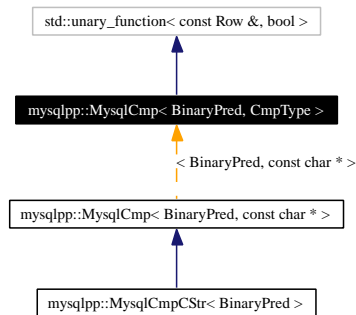 std::unary_function< const Row &, bool >
mysqlpp::MysqlCmp< BinaryPred, CmpType >
< BinaryPred, const char * >
mysqlpp::MysqlCmp< BinaryPred, const char * >
mysqlpp::MysqlCmpCStr< BinaryPred >